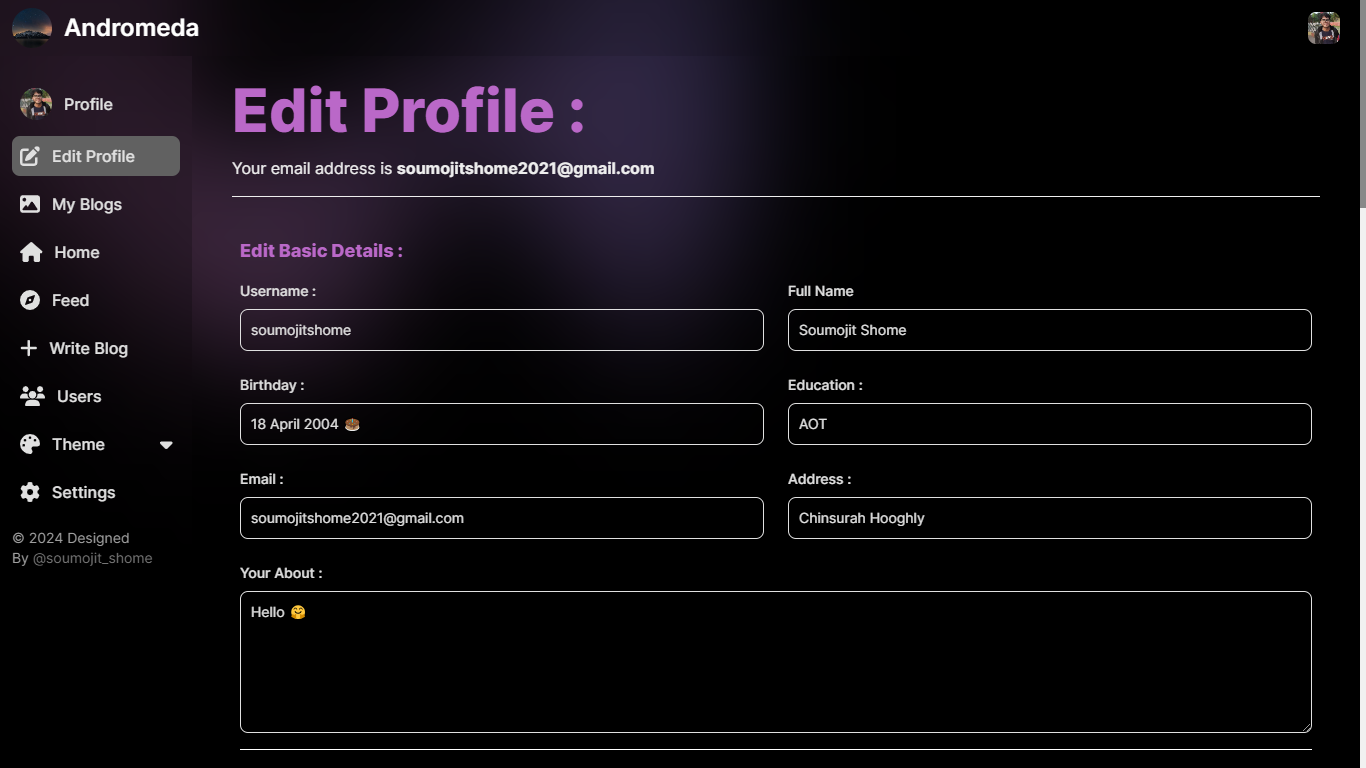 Andromeda
Profile
Edit Profile
My Blogs
Home
Feed
Write Blog
Users
Theme
Settings
© 2024 Designed
By @soumojit_shome
Edit Profile :
Your email address is soumojitshome2021@gmail.com
Edit Basic Details :
Username :
soumojitshome
Full Name
Soumojit Shome
Birthday :
18 April 2004 🎂
Education :
AOT
Email :
soumojitshome2021@gmail.com
Address :
Chinsurah Hooghly
Your About :
Hello 🤗